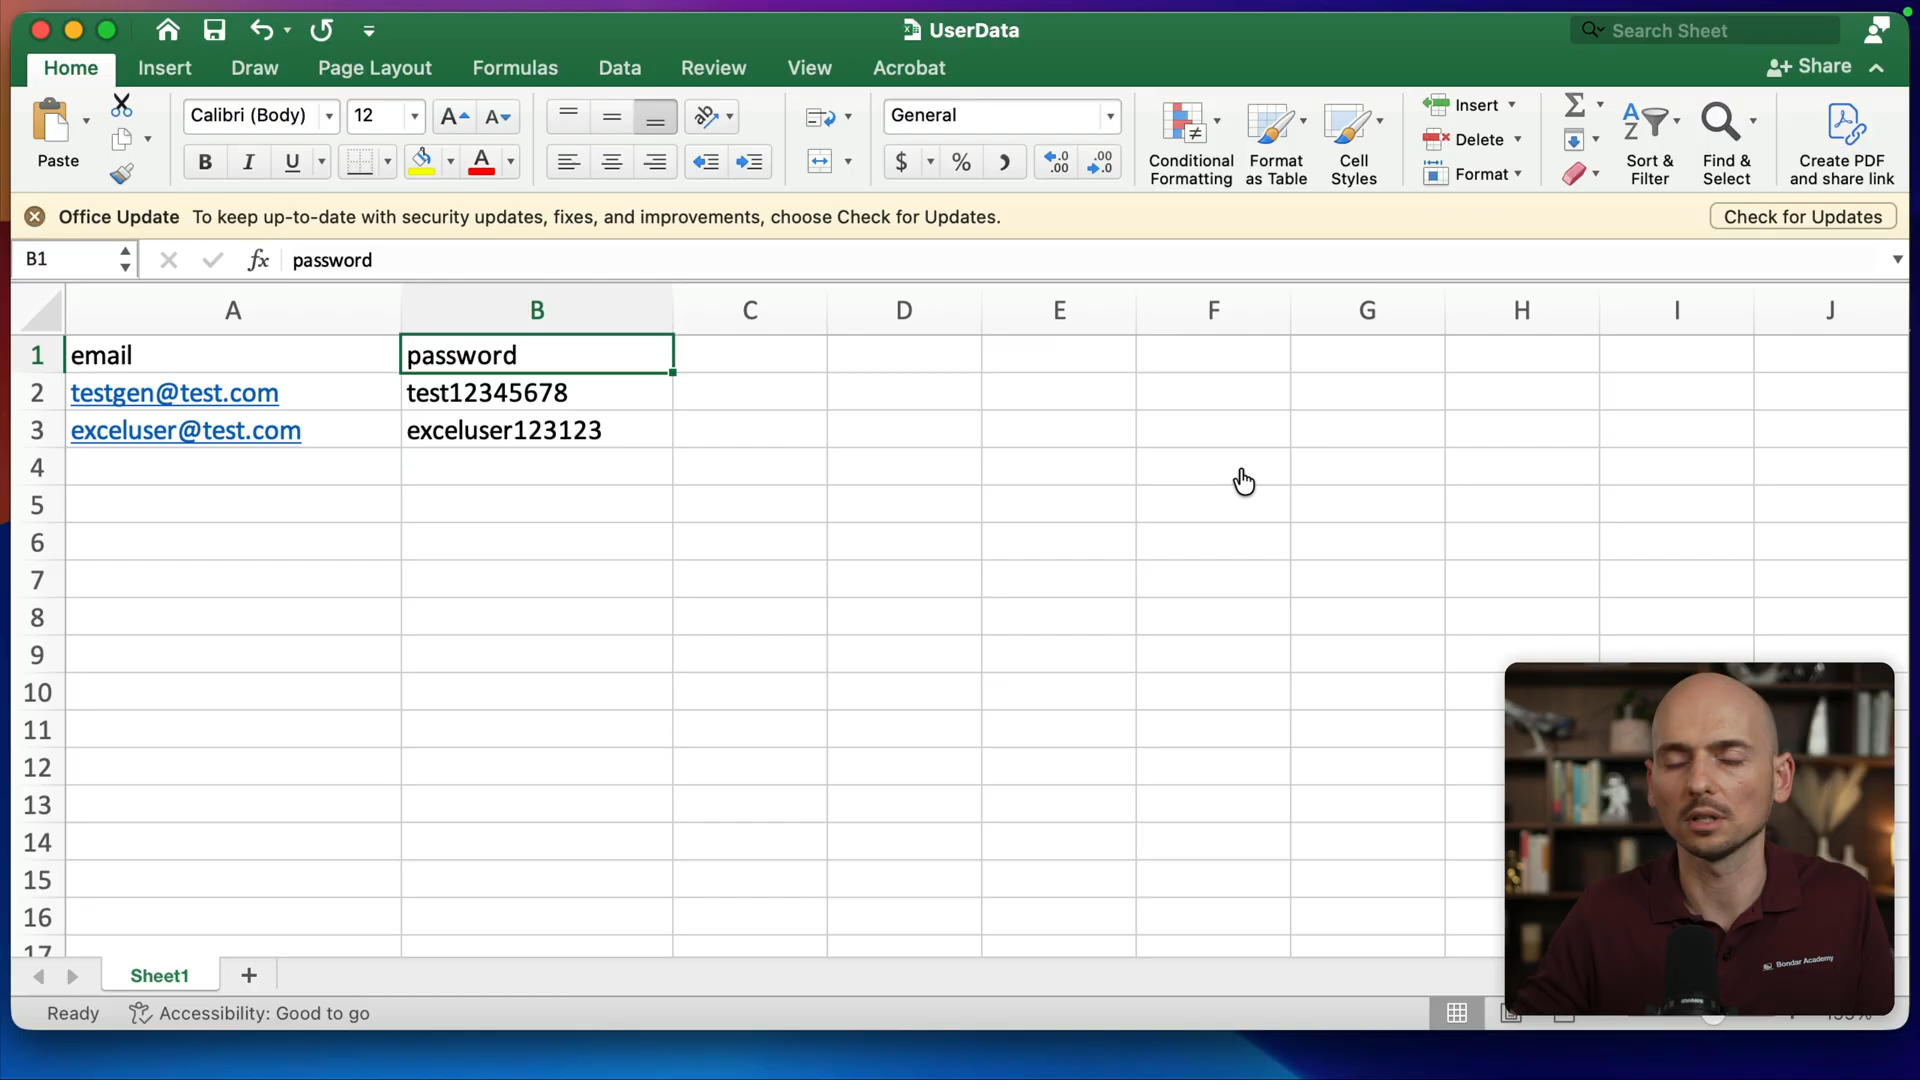 UserData
Search Sheet
Home Insert Draw Page Layout Formulas Data Review View Acrobat
Share
Paste
Calibri (Body) 12
General
Conditional Formatting
Format as Table
Cell Styles
Insert
Delete
Format
Sort & Filter
Find & Select
Create PDF and share link
Office Update To keep up-to-date with security updates, fixes, and improvements, choose Check for Updates.
Check for Updates
B1 fx password
A B C D E F G H I J
1 email password
2 testgen@test.com test12345678
3 exceluser@test.com exceluser123123
4
5
6
7
8
9
10
11
12
13
14
15
16
17
Bondar Academy
Sheet1
Ready Accessibility: Good to go